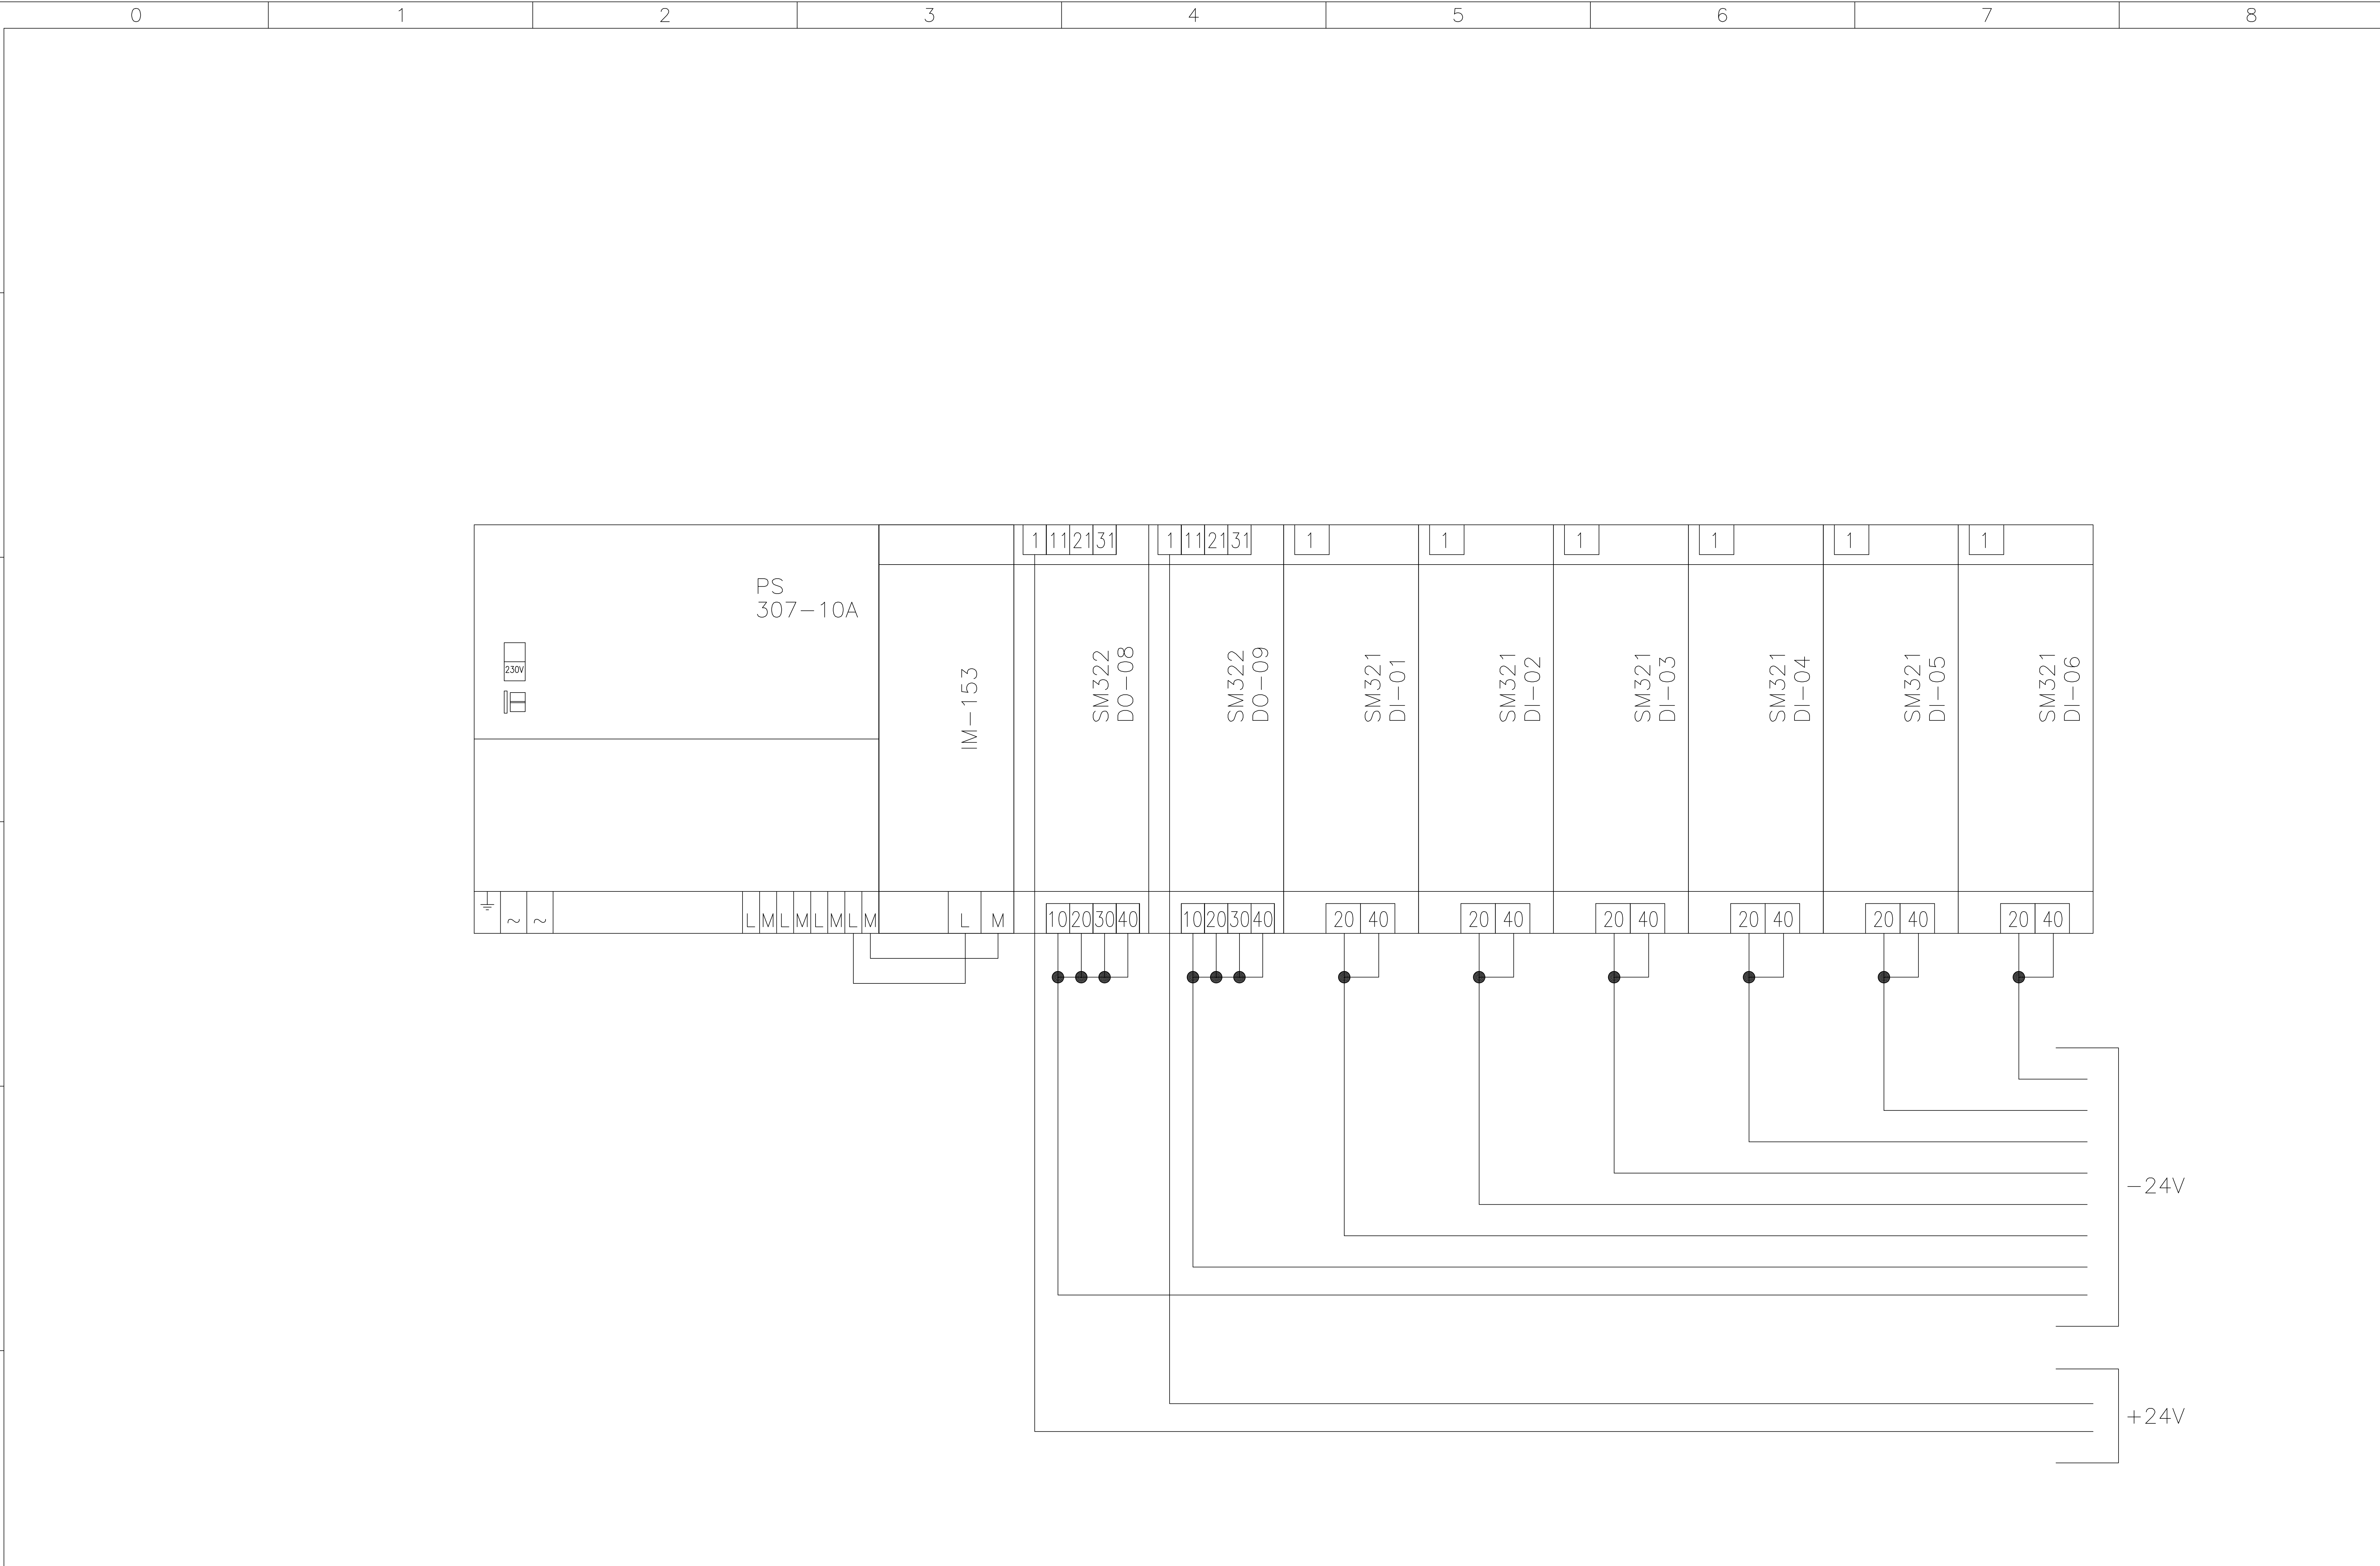 0 1 2 3 4 5 6 7 8
1 11 21 31 1 11 21 31 1 1 1 1 1 1
PS
307-10A
230V
IM-153
SM322
DO-08
SM322
DO-09
SM321
DI-01
SM321
DI-02
SM321
DI-03
SM321
DI-04
SM321
DI-05
SM321
DI-06
~ ~ L M L M L M L M L M 10 20 30 40 10 20 30 40 20 40 20 40 20 40 20 40 20 40 20 40
-24V
+24V